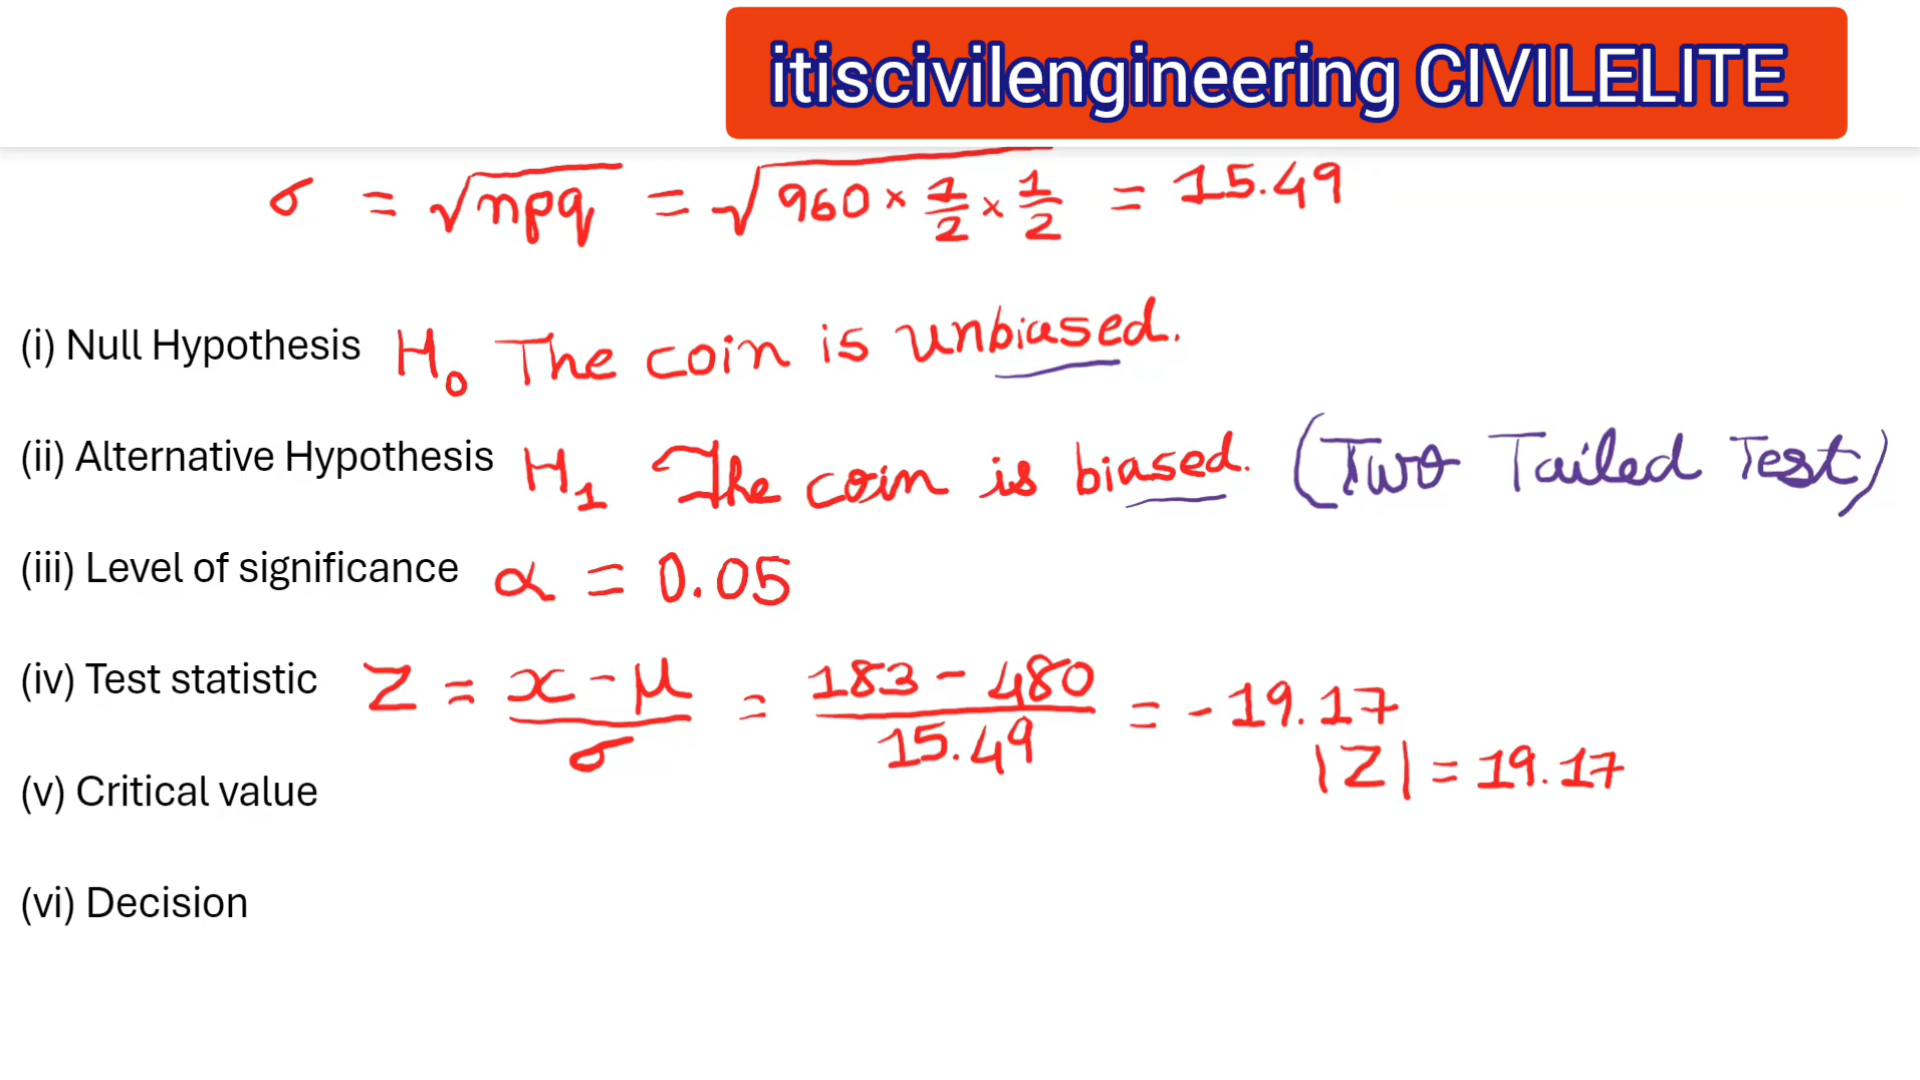 itiscivilengineering CIVILELITE
σ = √npq = √960 × 1/2 × 1/2 = 15.49
(i) Null Hypothesis H₀ The coin is unbiased.
(ii) Alternative Hypothesis H₁ The coin is biased. (Two Tailed Test)
(iii) Level of significance α = 0.05
(iv) Test statistic Z = x - μ / σ = 183 - 480 / 15.49 = - 19.17
|Z| = 19.17
(v) Critical value
(vi) Decision